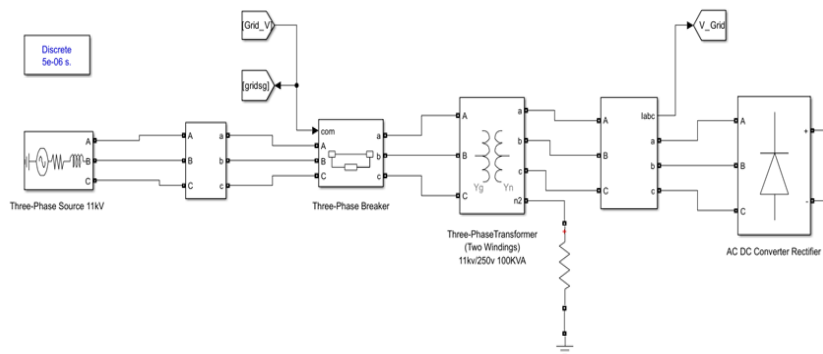 [Grid_V]
V_Grid
Discrete
5e-06 s.
[gridsg]
A
B
C
Three-Phase Source 11kV
A
B
C
a
b
c
com
A
B
C
a
b
c
Three-Phase Breaker
A
B
C
Yg
Yn
a
b
c
n2
Three-PhaseTransformer
(Two Windings)
11kv/250v 100KVA
A
B
C
Iabc
a
b
c
A
B
C
+
-
AC DC Converter Rectifier